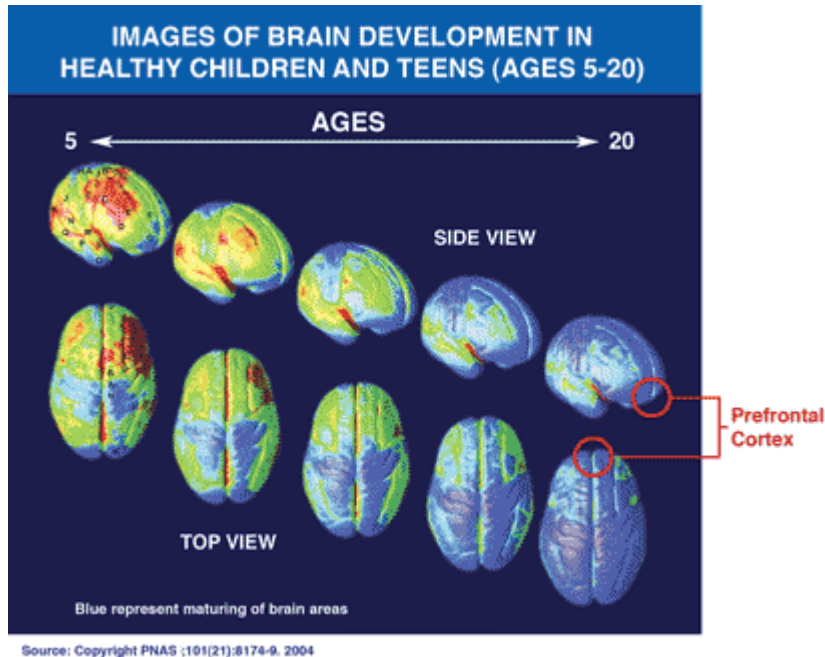 IMAGES OF BRAIN DEVELOPMENT IN
HEALTHY CHILDREN AND TEENS (AGES 5-20)
AGES
5
20
SIDE VIEW
Prefrontal
Cortex
TOP VIEW
Blue represent maturing of brain areas
Source: Copyright PNAS ;101(21):8174-9. 2004